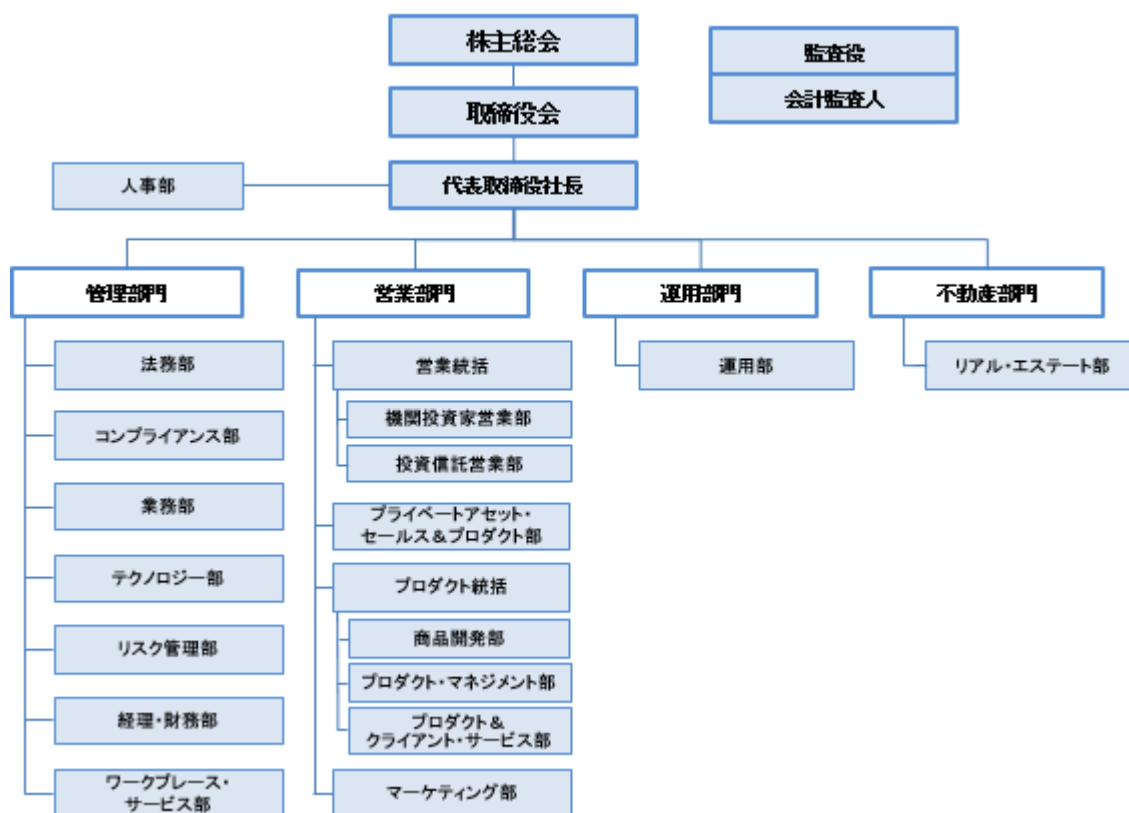 株主総会
監査役
会計監査人
取締役会
人事部
代表取締役社長
管理部門
営業部門
運用部門
不動産部門
法務部
コンプライアンス部
業務部
テクノロジー部
リスク管理部
経理・財務部
ワークプレース・
サービス部
営業統括
機関投資家営業部
投資信託営業部
プライベートアセット・
セールス&プロダクト部
プロダクト統括
商品開発部
プロダクト・マネジメント部
プロダクト&
クライアント・サービス部
マーケティング部
運用部
リアル・エステート部